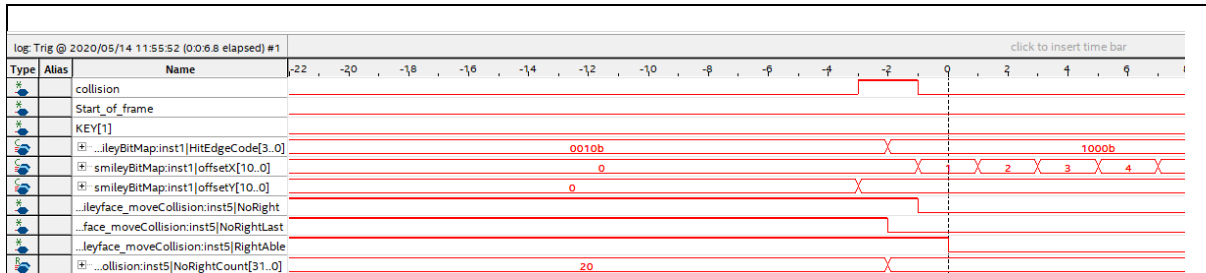 log: Trig @ 2020/05/14 11:55:52 (0:0:6.8 elapsed) #1 click to insert time bar
Type Alias Name -22 -20 -18 -16 -14 -12 -10 -8 -6 -4 -2 0 2 4 6 8
collision
Start_of_frame
KEY[1]
...ileyBitMap:inst1|HitEdgeCode[3..0] 0010b 1000b
smileyBitMap:inst1|offsetX[10..0] 0 1 2 3 4
smileyBitMap:inst1|offsetY[10..0] 0
...ileyface_moveCollision:inst5|NoRight
...face_moveCollision:inst5|NoRightLast
...leyface_moveCollision:inst5|RightAble
...ollision:inst5|NoRightCount[31..0] 20